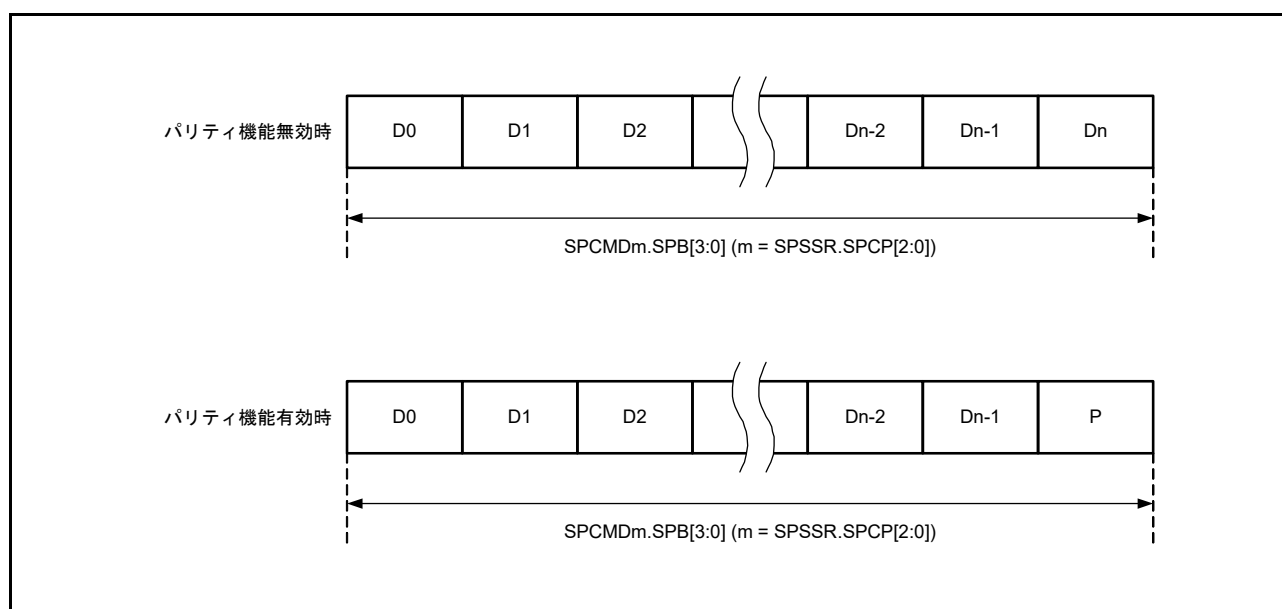 パリティ機能無効時 D0 D1 D2 Dn-2 Dn-1 Dn
SPCMDm.SPB[3:0] (m = SPSSR.SPCP[2:0])
パリティ機能有効時 D0 D1 D2 Dn-2 Dn-1 P
SPCMDm.SPB[3:0] (m = SPSSR.SPCP[2:0])